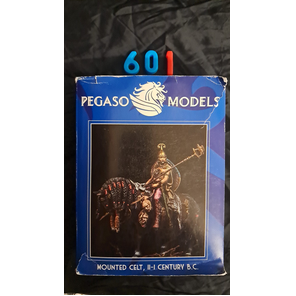 601
PEGASO MODELS
MOUNTED CELT, II-I CENTURY B.C.